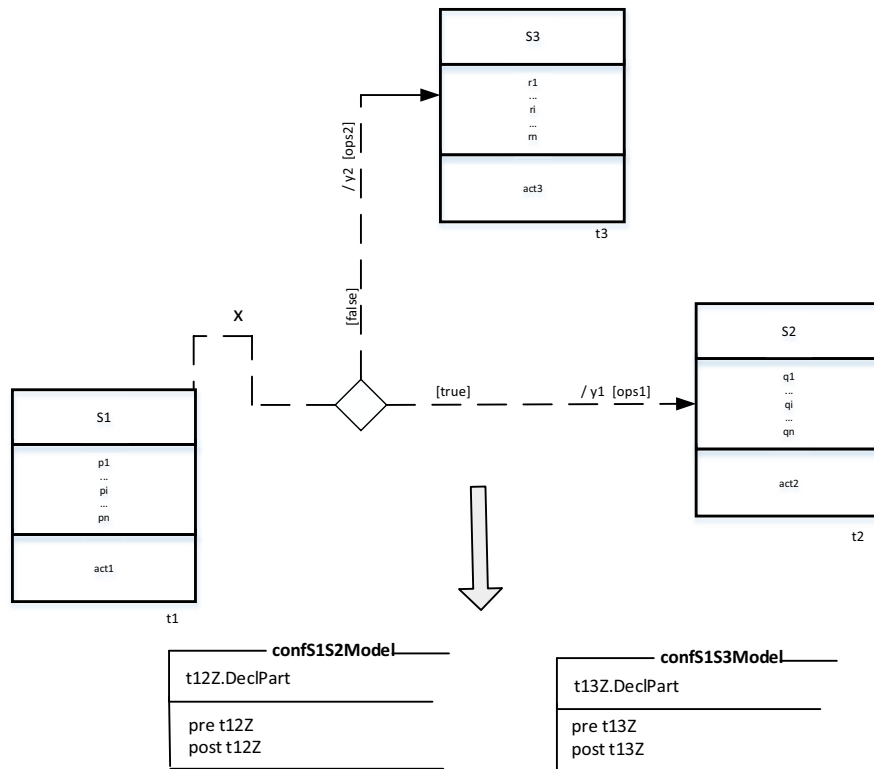 S3
r1
...
ri
...
rn
act3
t3
/ y2 [ops2]
[false]
X
[true]
/ y1 [ops1]
S2
q1
...
qi
...
qn
act2
t2
S1
p1
...
pi
...
pn
act1
t1
confS1S2Model
t12Z.DeclPart
pre t12Z
post t12Z
confS1S3Model
t13Z.DeclPart
pre t13Z
post t13Z